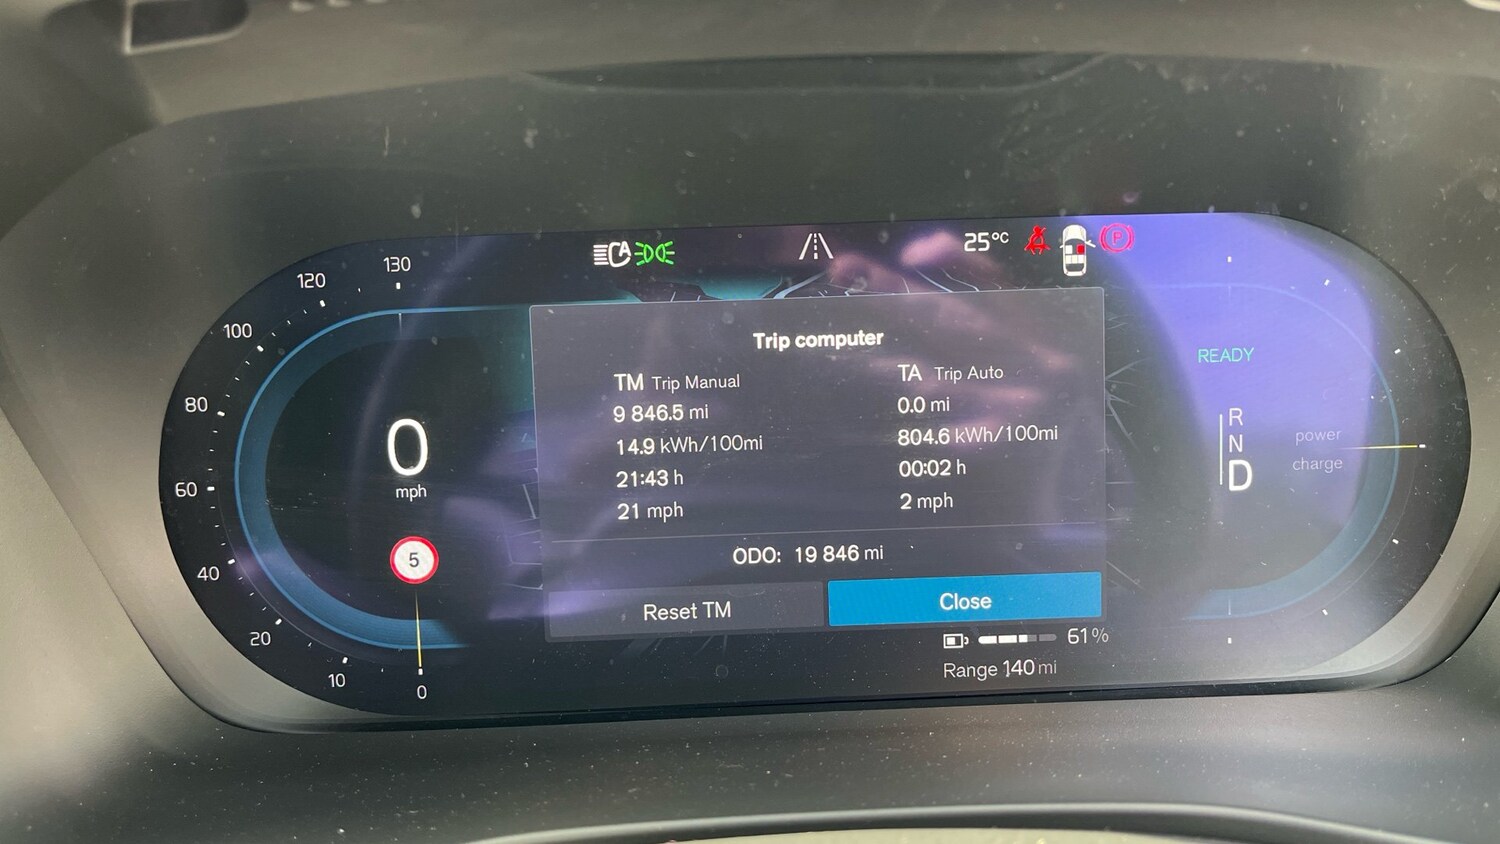 25°C
P
130
120
100
80
60
40
20
10
0
0
mph
5
Trip computer
TM Trip Manual
9 846.5 mi
14.9 kWh/100mi
21:43 h
21 mph
TA Trip Auto
0.0 mi
804.6 kWh/100mi
00:02 h
2 mph
ODO: 19 846 mi
Reset TM
Close
61%
Range 140 mi
READY
R
N
D
power
charge